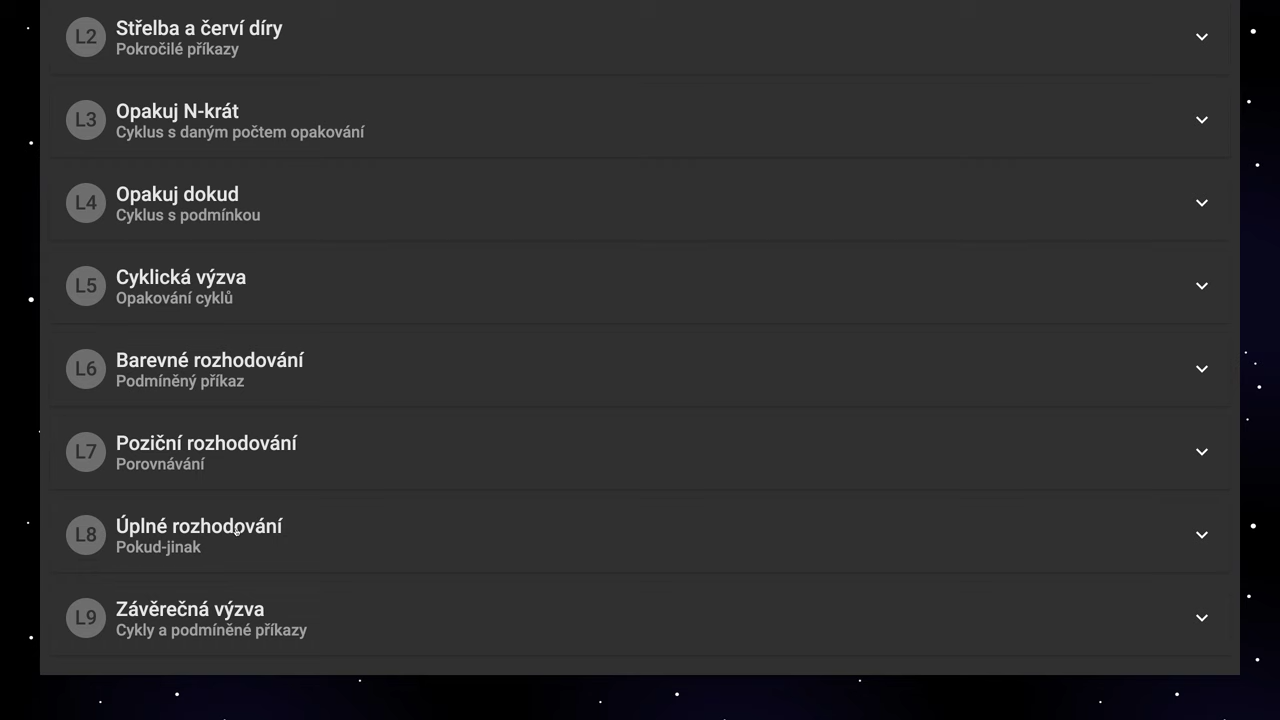 L2
Střelba a červí díry
Pokročilé příkazy
L3
Opakuj N-krát
Cyklus s daným počtem opakování
L4
Opakuj dokud
Cyklus s podmínkou
L5
Cyklická výzva
Opakování cyklů
L6
Barevné rozhodování
Podmíněný příkaz
L7
Poziční rozhodování
Porovnávání
L8
Úplné rozhodování
Pokud-jinak
L9
Závěrečná výzva
Cykly a podmíněné příkazy